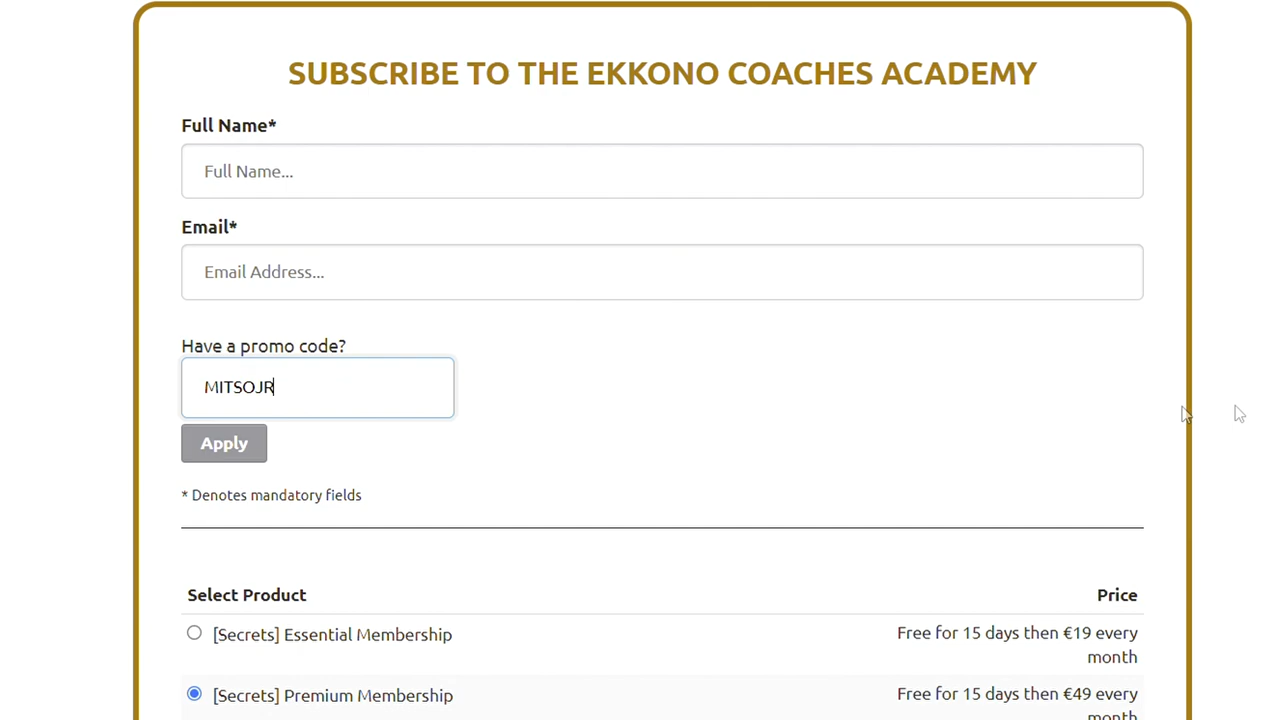 SUBSCRIBE TO THE EKKONO COACHES ACADEMY
Full Name*
Full Name...
Email*
Email Address...
Have a promo code?
MITSOJR
Apply
* Denotes mandatory fields
Select Product Price
[Secrets] Essential Membership Free for 15 days then €19 every
month
[Secrets] Premium Membership Free for 15 days then €49 every
month